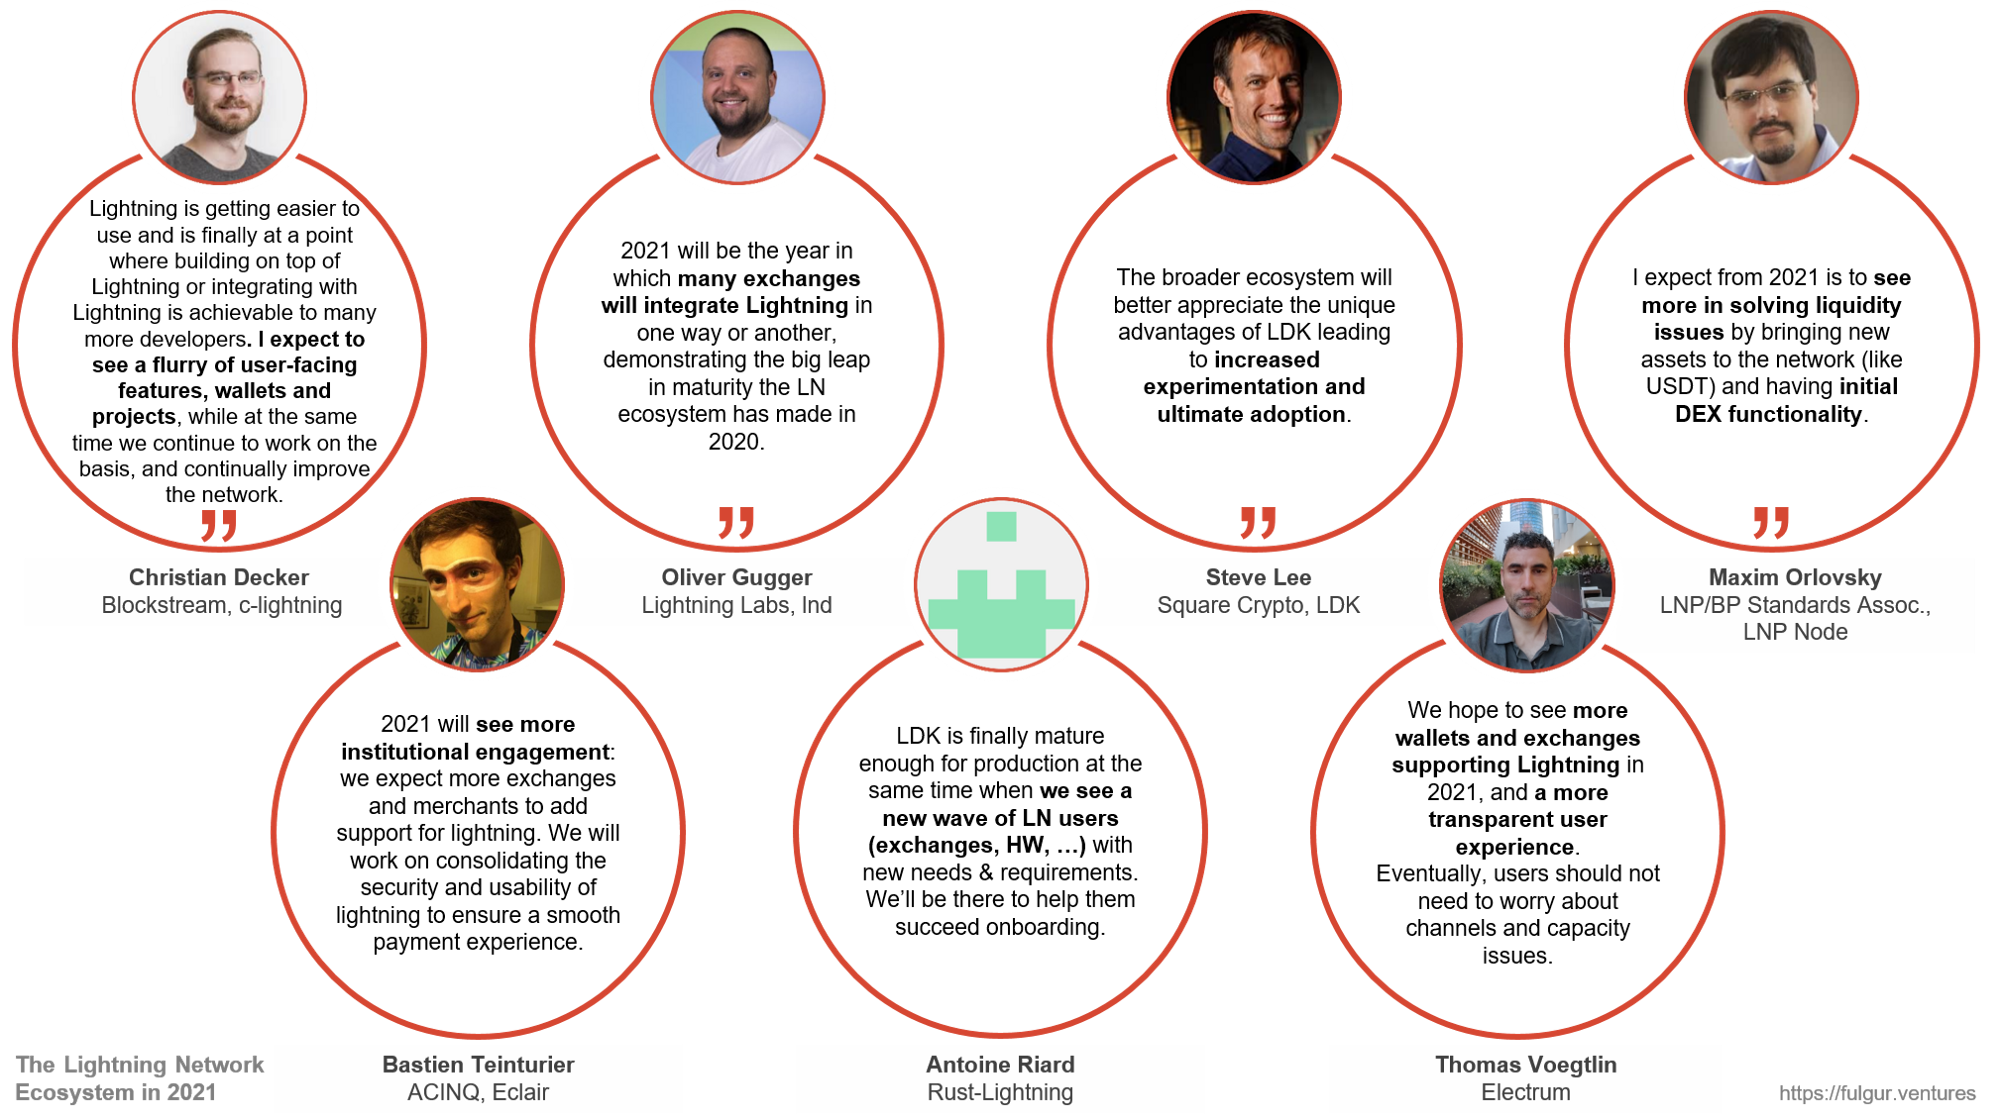 Lightning is getting easier to
use and is finally at a point
where building on top of
Lightning or integrating with
Lightning is achievable to many
more developers. I expect to
see a flurry of user-facing
features, wallets and
projects, while at the same
time we continue to work on the
basis, and continually improve
the network.
”
Christian Decker
Blockstream, c-lightning
2021 will be the year in
which many exchanges
will integrate Lightning in
one way or another,
demonstrating the big leap
in maturity the LN
ecosystem has made in
2020.
”
Oliver Gugger
Lightning Labs, lnd
The broader ecosystem will
better appreciate the unique
advantages of LDK leading
to increased
experimentation and
ultimate adoption.
”
Steve Lee
Square Crypto, LDK
I expect from 2021 is to see
more in solving liquidity
issues by bringing new
assets to the network (like
USDT) and having initial
DEX functionality.
”
Maxim Orlovsky
LNP/BP Standards Assoc.,
LNP Node
2021 will see more
institutional engagement:
we expect more exchanges
and merchants to add
support for lightning. We will
work on consolidating the
security and usability of
lightning to ensure a smooth
payment experience.
Bastien Teinturier
ACINQ, Eclair
LDK is finally mature
enough for production at the
same time when we see a
new wave of LN users
(exchanges, HW, …) with
new needs & requirements.
We’ll be there to help them
succeed onboarding.
Antoine Riard
Rust-Lightning
We hope to see more
wallets and exchanges
supporting Lightning in
2021, and a more
transparent user
experience.
Eventually, users should not
need to worry about
channels and capacity
issues.
Thomas Voegtlin
Electrum
The Lightning Network
Ecosystem in 2021
https://fulgur.ventures